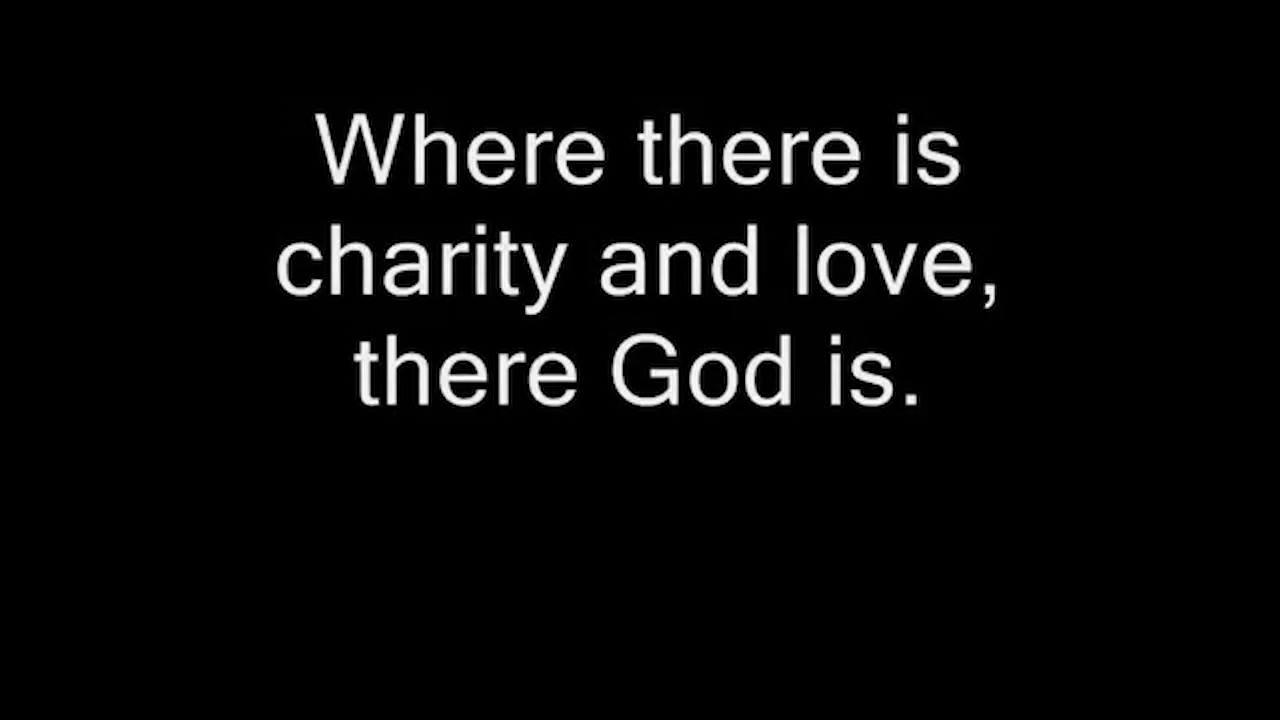 Where there is
charity and love,
there God is.